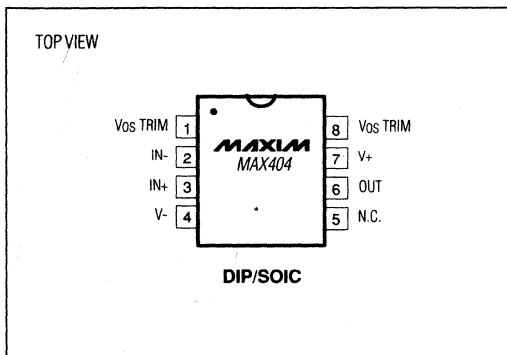 TOP VIEW
VOS TRIM 1
IN- 2
IN+ 3
V- 4
MAXIM
MAX404
8 VOS TRIM
7 V+
6 OUT
5 N.C.
DIP/SOIC